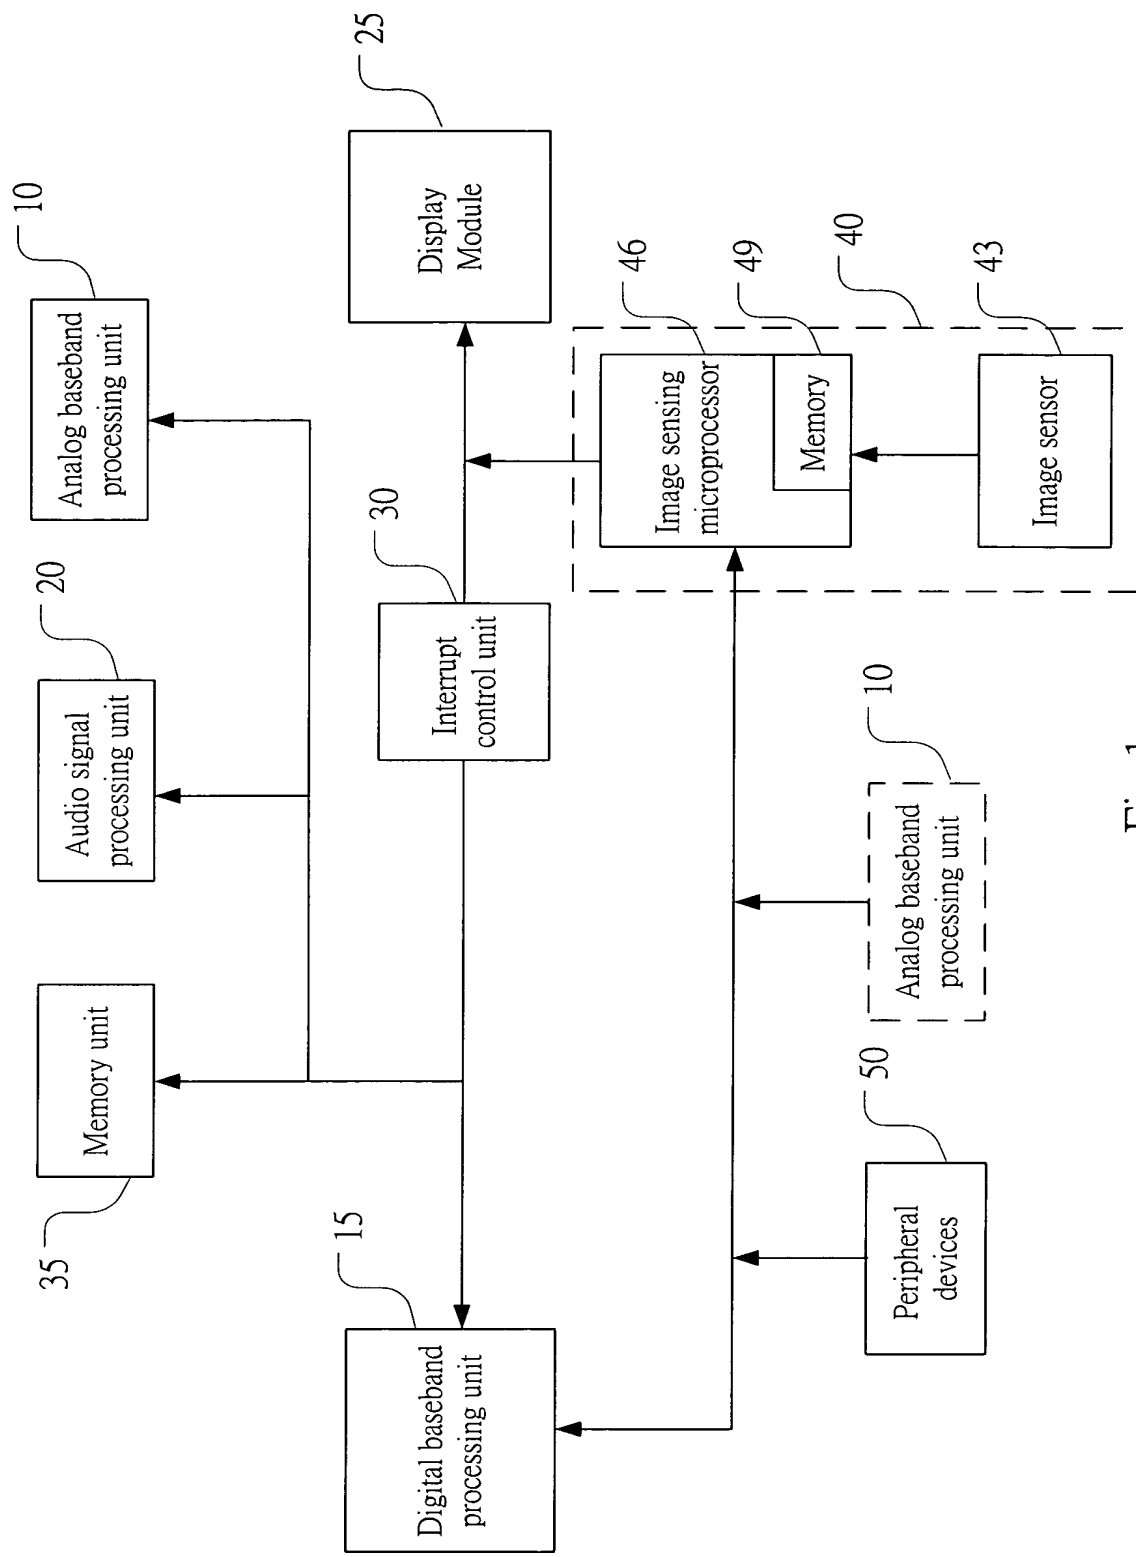 35
Memory unit
20
Audio signal
processing unit
10
Analog baseband
processing unit
15
Digital baseband
processing unit
30
Interrupt
control unit
25
Display
Module
50
Peripheral
devices
10
Analog baseband
processing unit
46
Image sensing
microprocessor
49
Memory
40
43
Image sensor